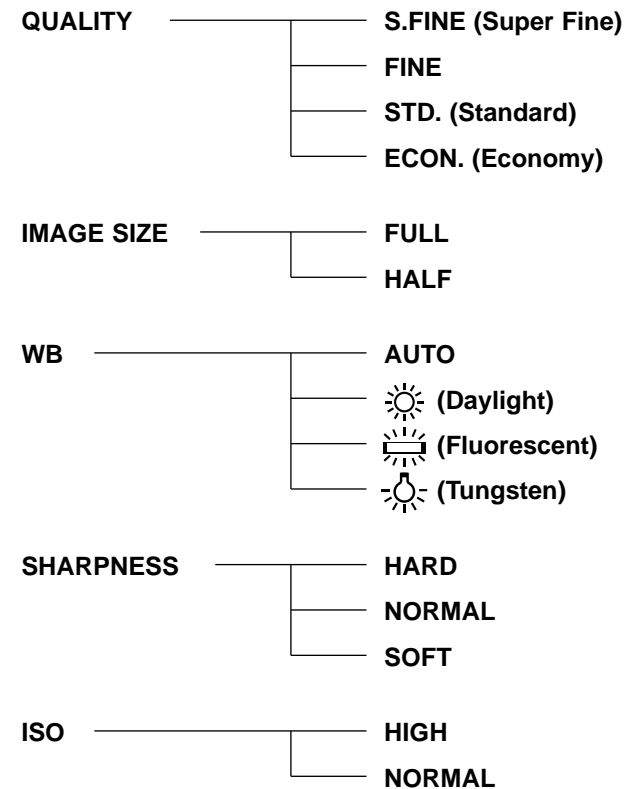 QUALITY S.FINE (Super Fine)
FINE
STD. (Standard)
ECON. (Economy)
IMAGE SIZE FULL
HALF
WB AUTO
(Daylight)
(Fluorescent)
(Tungsten)
SHARPNESS HARD
NORMAL
SOFT
ISO HIGH
NORMAL